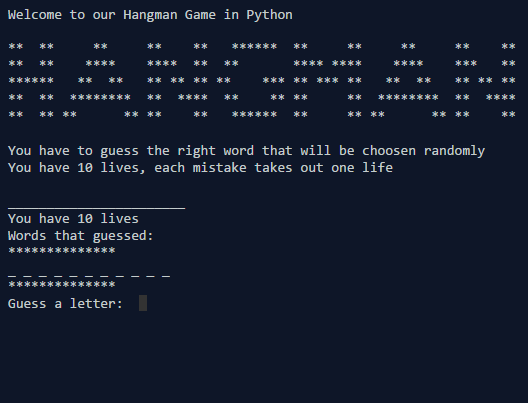 Welcome to our Hangman Game in Python
**  **     **     **    **   ******  **     **     **     **    **
**  **    ****    ****  **  **       **** ****    ****    ***   **
******   **  **   ** ** ** **    *** ** *** **   **  **   ** ** **
**  **  ********  **  ****  **    ** **     **  ********  **  ****
**  ** **      ** **    **   ******  **     ** **      ** **    **
You have to guess the right word that will be choosen randomly
You have 10 lives, each mistake takes out one life
_______________________
You have 10 lives
Words that guessed:
**************
_ _ _ _ _ _ _ _ _ _ _
**************
Guess a letter: